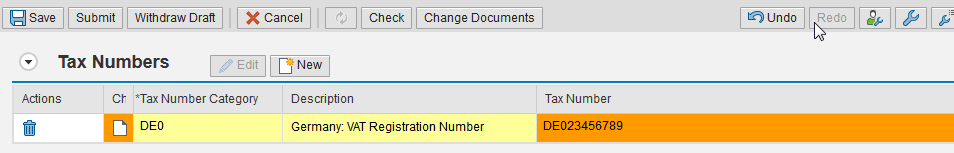 Save Submit Withdraw Draft Cancel Check Change Documents Undo Redo
Tax Numbers Edit New
Actions Ch *Tax Number Category Description Tax Number
DE0 Germany: VAT Registration Number DE023456789